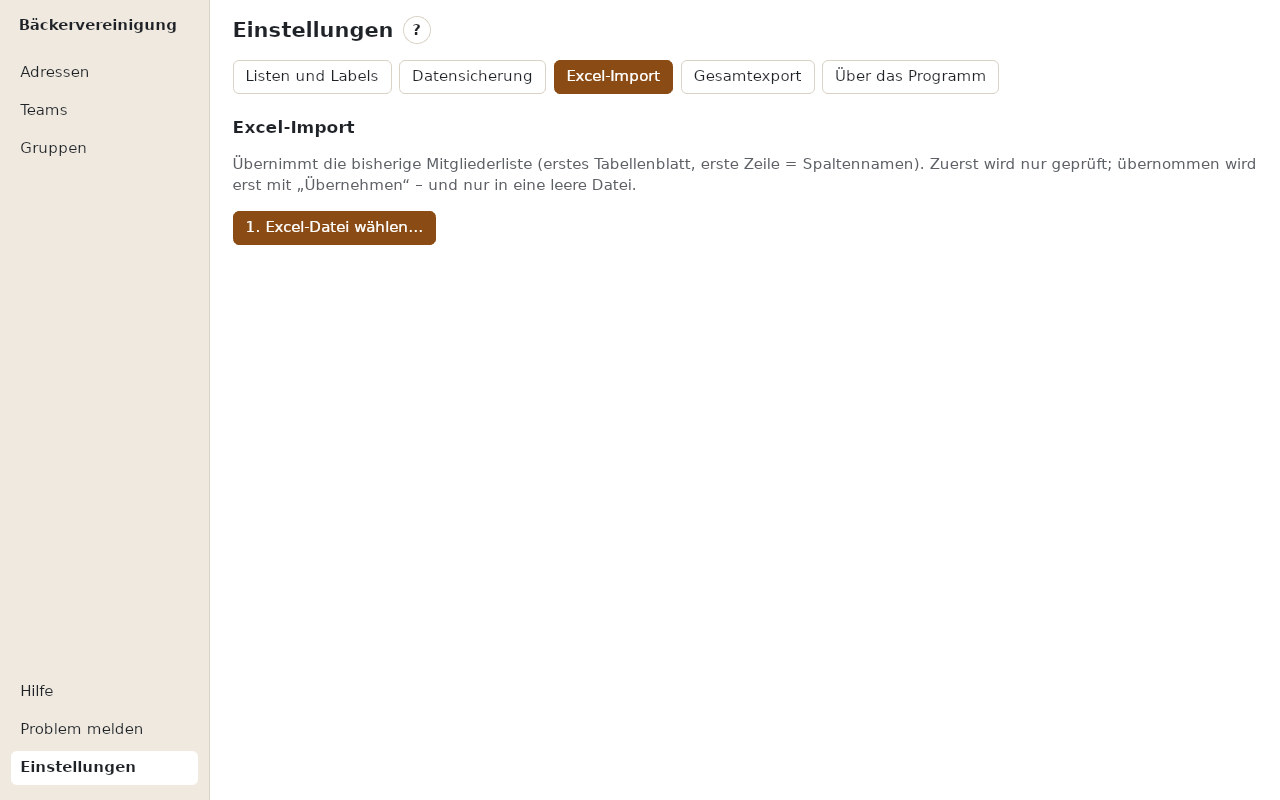 Bäckervereinigung
Adressen
Teams
Gruppen
Hilfe
Problem melden
Einstellungen
Einstellungen ?
Listen und Labels Datensicherung Excel-Import Gesamtexport Über das Programm
Excel-Import
Übernimmt die bisherige Mitgliederliste (erstes Tabellenblatt, erste Zeile = Spaltennamen). Zuerst wird nur geprüft; übernommen wird
erst mit „Übernehmen“ – und nur in eine leere Datei.
1. Excel-Datei wählen…